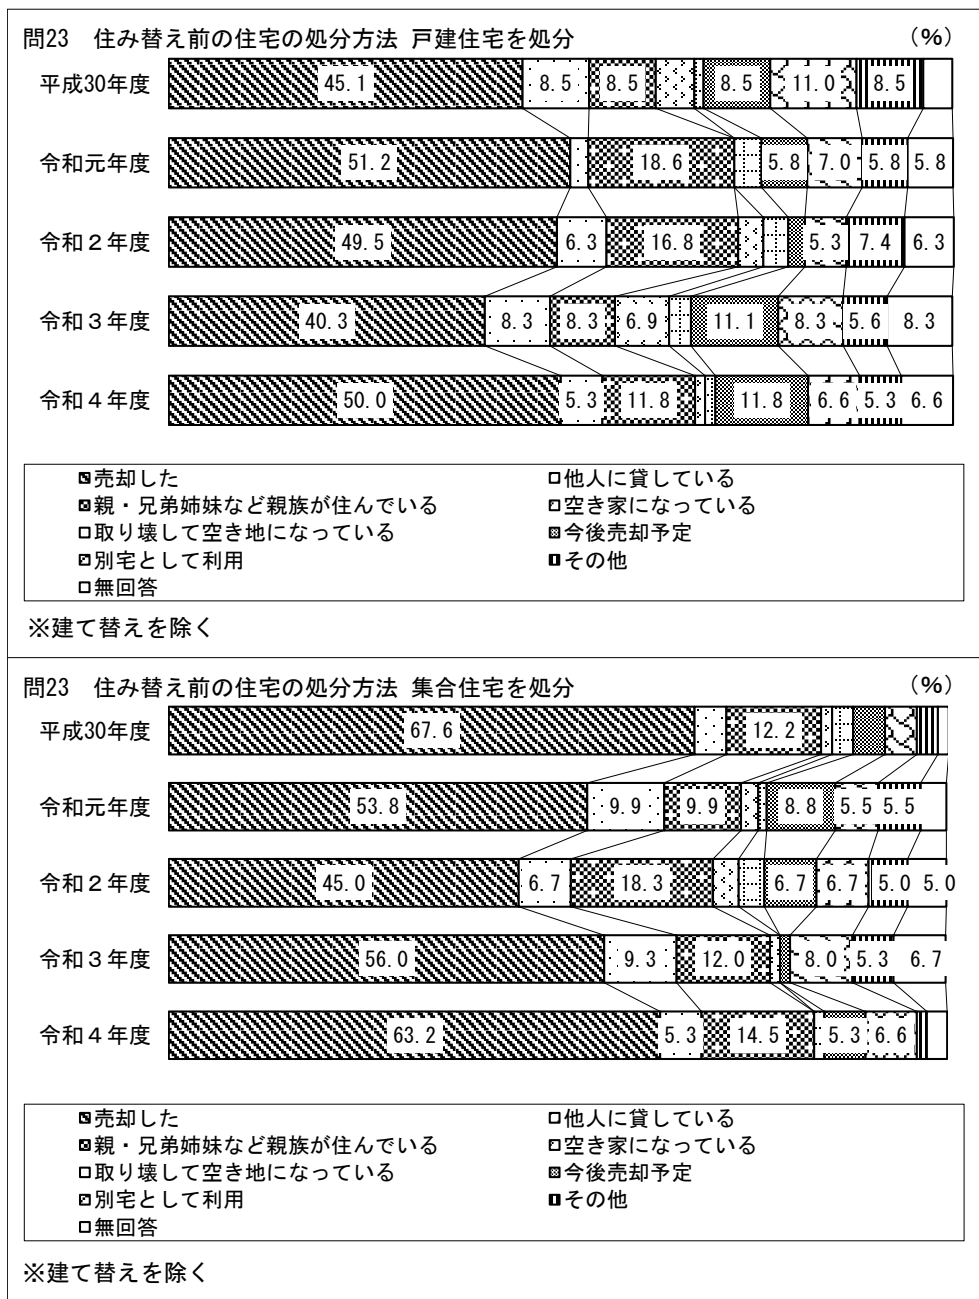 問23　住み替え前の住宅の処分方法 戸建住宅を処分　（%）
平成30年度　45.1　8.5　8.5　8.5　11.0　8.5
令和元年度　51.2　18.6　5.8　7.0　5.8　5.8
令和２年度　49.5　6.3　16.8　5.3　7.4　6.3
令和３年度　40.3　8.3　8.3　6.9　11.1　8.3　5.6　8.3
令和４年度　50.0　5.3　11.8　11.8　6.6　5.3　6.6
売却した　他人に貸している
親・兄弟姉妹など親族が住んでいる　空き家になっている
取り壊して空き地になっている　今後売却予定
別宅として利用　その他
無回答
※建て替えを除く
問23　住み替え前の住宅の処分方法 集合住宅を処分　（%）
平成30年度　67.6　12.2
令和元年度　53.8　9.9　9.9　8.8　5.5　5.5
令和２年度　45.0　6.7　18.3　6.7　6.7　5.0　5.0
令和３年度　56.0　9.3　12.0　8.0　5.3　6.7
令和４年度　63.2　5.3　14.5　5.3　6.6
売却した　他人に貸している
親・兄弟姉妹など親族が住んでいる　空き家になっている
取り壊して空き地になっている　今後売却予定
別宅として利用　その他
無回答
※建て替えを除く